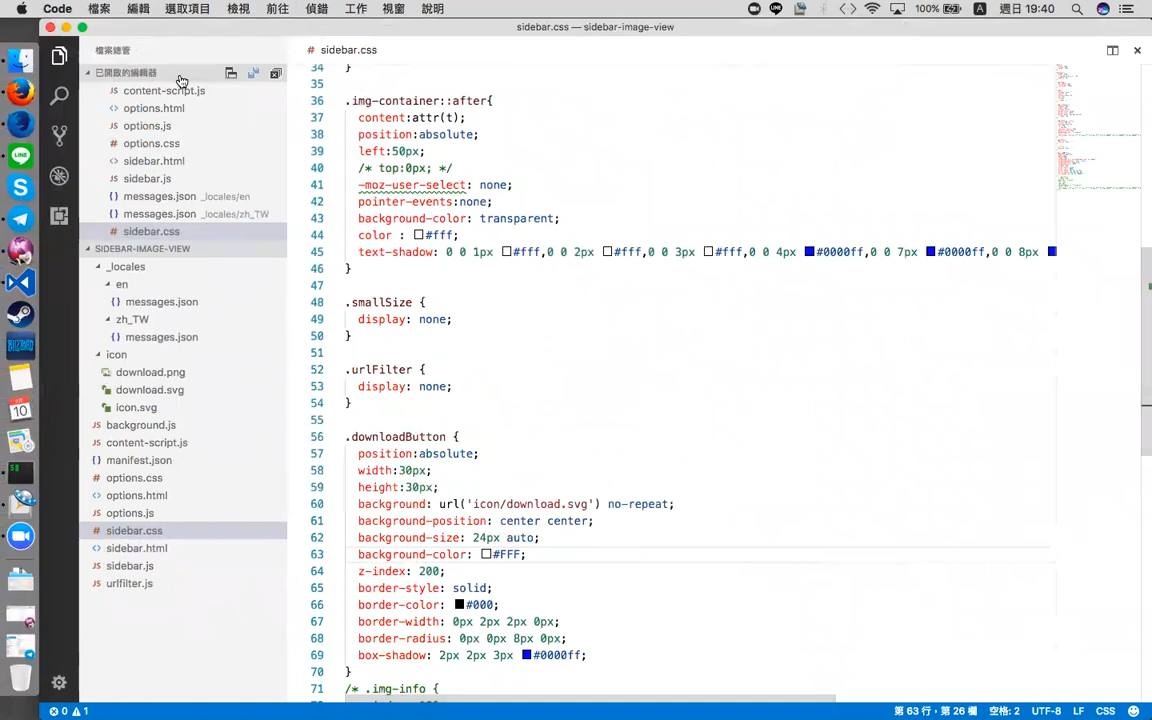 Code 檔案 編輯 選取項目 檢視 前往 偵錯 工作 視窗 說明 100% A 週日 19:40
sidebar.css — sidebar-image-view
檔案總管
已開啟的編輯器
JS content-script.js
<> options.html
JS options.js
# options.css
<> sidebar.html
JS sidebar.js
{} messages.json _locales/en
{} messages.json _locales/zh_TW
# sidebar.css
SIDEBAR-IMAGE-VIEW
_locales
en
{} messages.json
zh_TW
{} messages.json
icon
download.png
download.svg
icon.svg
JS background.js
JS content-script.js
{} manifest.json
# options.css
<> options.html
JS options.js
# sidebar.css
<> sidebar.html
JS sidebar.js
JS urlfilter.js
# sidebar.css
34 }
35
36 .img-container::after{
37 content:attr(t);
38 position:absolute;
39 left:50px;
40 /* top:0px; */
41 -moz-user-select: none;
42 pointer-events:none;
43 background-color: transparent;
44 color : #fff;
45 text-shadow: 0 0 1px #fff,0 0 2px #fff,0 0 3px #fff,0 0 4px #0000ff,0 0 7px #0000ff,0 0 8px
46 }
47
48 .smallSize {
49 display: none;
50 }
51
52 .urlFilter {
53 display: none;
54 }
55
56 .downloadButton {
57 position:absolute;
58 width:30px;
59 height:30px;
60 background: url('icon/download.svg') no-repeat;
61 background-position: center center;
62 background-size: 24px auto;
63 background-color: #FFF;
64 z-index: 200;
65 border-style: solid;
66 border-color: #000;
67 border-width: 0px 2px 2px 0px;
68 border-radius: 0px 0px 8px 0px;
69 box-shadow: 2px 2px 3px #0000ff;
70 }
71 /* .img-info {
0 1 第 63 行，第 26 欄 空格: 2 UTF-8 LF CSS